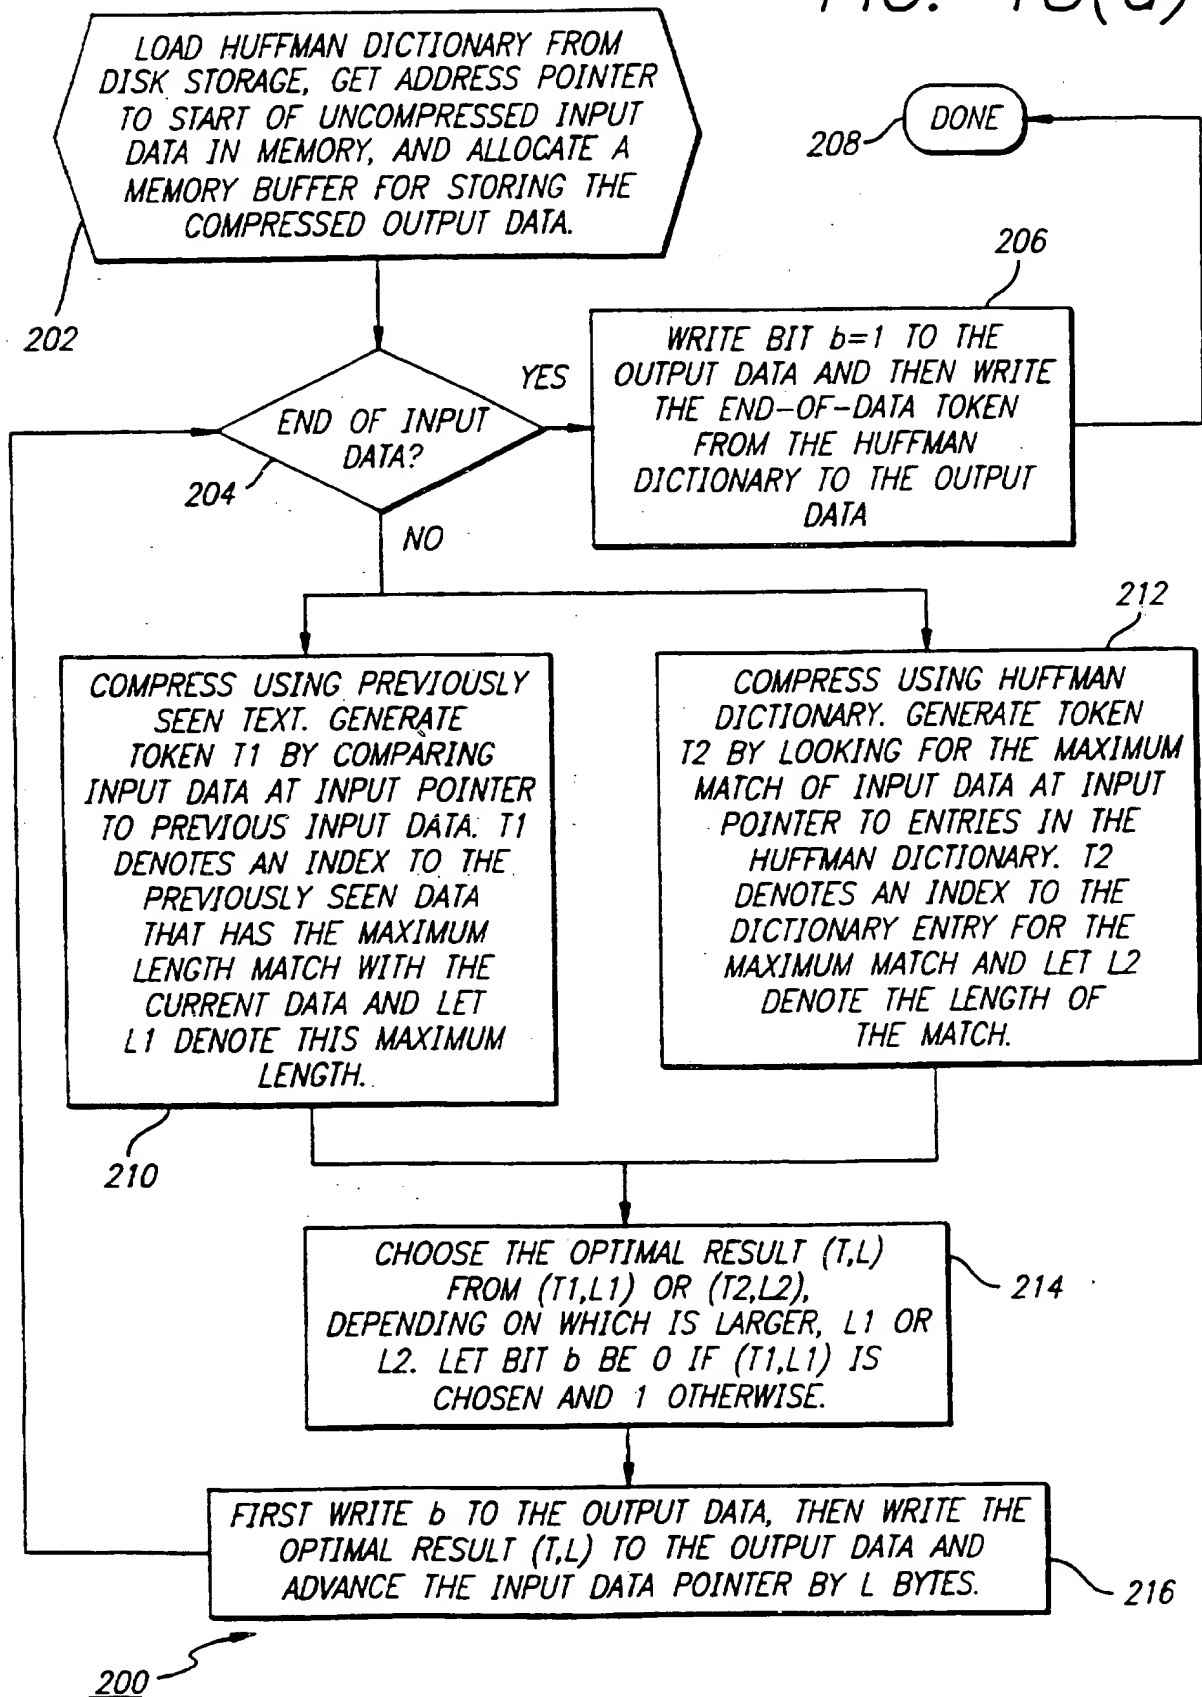 LOAD HUFFMAN DICTIONARY FROM
DISK STORAGE, GET ADDRESS POINTER
TO START OF UNCOMPRESSED INPUT
DATA IN MEMORY, AND ALLOCATE A
MEMORY BUFFER FOR STORING THE
COMPRESSED OUTPUT DATA.
202
DONE
208
206
WRITE BIT b=1 TO THE
OUTPUT DATA AND THEN WRITE
THE END-OF-DATA TOKEN
FROM THE HUFFMAN
DICTIONARY TO THE OUTPUT
DATA
YES
END OF INPUT
DATA?
204
NO
COMPRESS USING PREVIOUSLY
SEEN TEXT. GENERATE
TOKEN T1 BY COMPARING
INPUT DATA AT INPUT POINTER
TO PREVIOUS INPUT DATA. T1
DENOTES AN INDEX TO THE
PREVIOUSLY SEEN DATA
THAT HAS THE MAXIMUM
LENGTH MATCH WITH THE
CURRENT DATA AND LET
L1 DENOTE THIS MAXIMUM
LENGTH.
210
212
COMPRESS USING HUFFMAN
DICTIONARY. GENERATE TOKEN
T2 BY LOOKING FOR THE MAXIMUM
MATCH OF INPUT DATA AT INPUT
POINTER TO ENTRIES IN THE
HUFFMAN DICTIONARY. T2
DENOTES AN INDEX TO THE
DICTIONARY ENTRY FOR THE
MAXIMUM MATCH AND LET L2
DENOTE THE LENGTH OF
THE MATCH.
CHOOSE THE OPTIMAL RESULT (T,L)
FROM (T1,L1) OR (T2,L2),
DEPENDING ON WHICH IS LARGER, L1 OR
L2. LET BIT b BE 0 IF (T1,L1) IS
CHOSEN AND 1 OTHERWISE.
214
FIRST WRITE b TO THE OUTPUT DATA, THEN WRITE THE
OPTIMAL RESULT (T,L) TO THE OUTPUT DATA AND
ADVANCE THE INPUT DATA POINTER BY L BYTES.
216
200